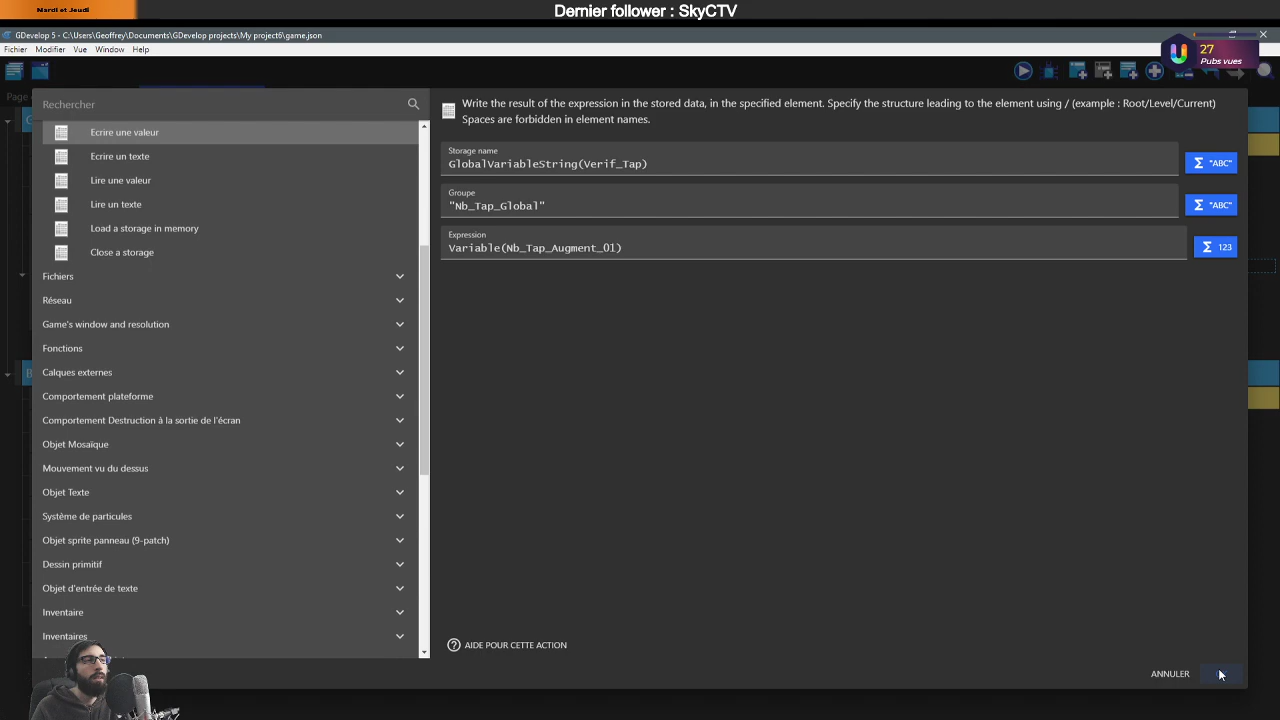 Mardi et Jeudi
Dernier follower : SkyCTV
GDevelop 5 - C:\Users\Geoffrey\Documents\GDevelop projects\My project6\game.json
Fichier Modifier Vue Window Help
27
Pubs vues
Page
Rechercher
Ecrire une valeur
Ecrire un texte
Lire une valeur
Lire un texte
Load a storage in memory
Close a storage
Fichiers
Réseau
Game's window and resolution
Fonctions
Calques externes
Comportement plateforme
Comportement Destruction à la sortie de l'écran
Objet Mosaïque
Mouvement vu du dessus
Objet Texte
Système de particules
Objet sprite panneau (9-patch)
Dessin primitif
Objet d'entrée de texte
Inventaire
Inventaires
Write the result of the expression in the stored data, in the specified element. Specify the structure leading to the element using / (example : Root/Level/Current)
Spaces are forbidden in element names.
Storage name
GlobalVariableString(Verif_Tap)
Σ "ABC"
Groupe
"Nb_Tap_Global"
Σ "ABC"
Expression
Variable(Nb_Tap_Augment_01)
Σ 123
AIDE POUR CETTE ACTION
ANNULER